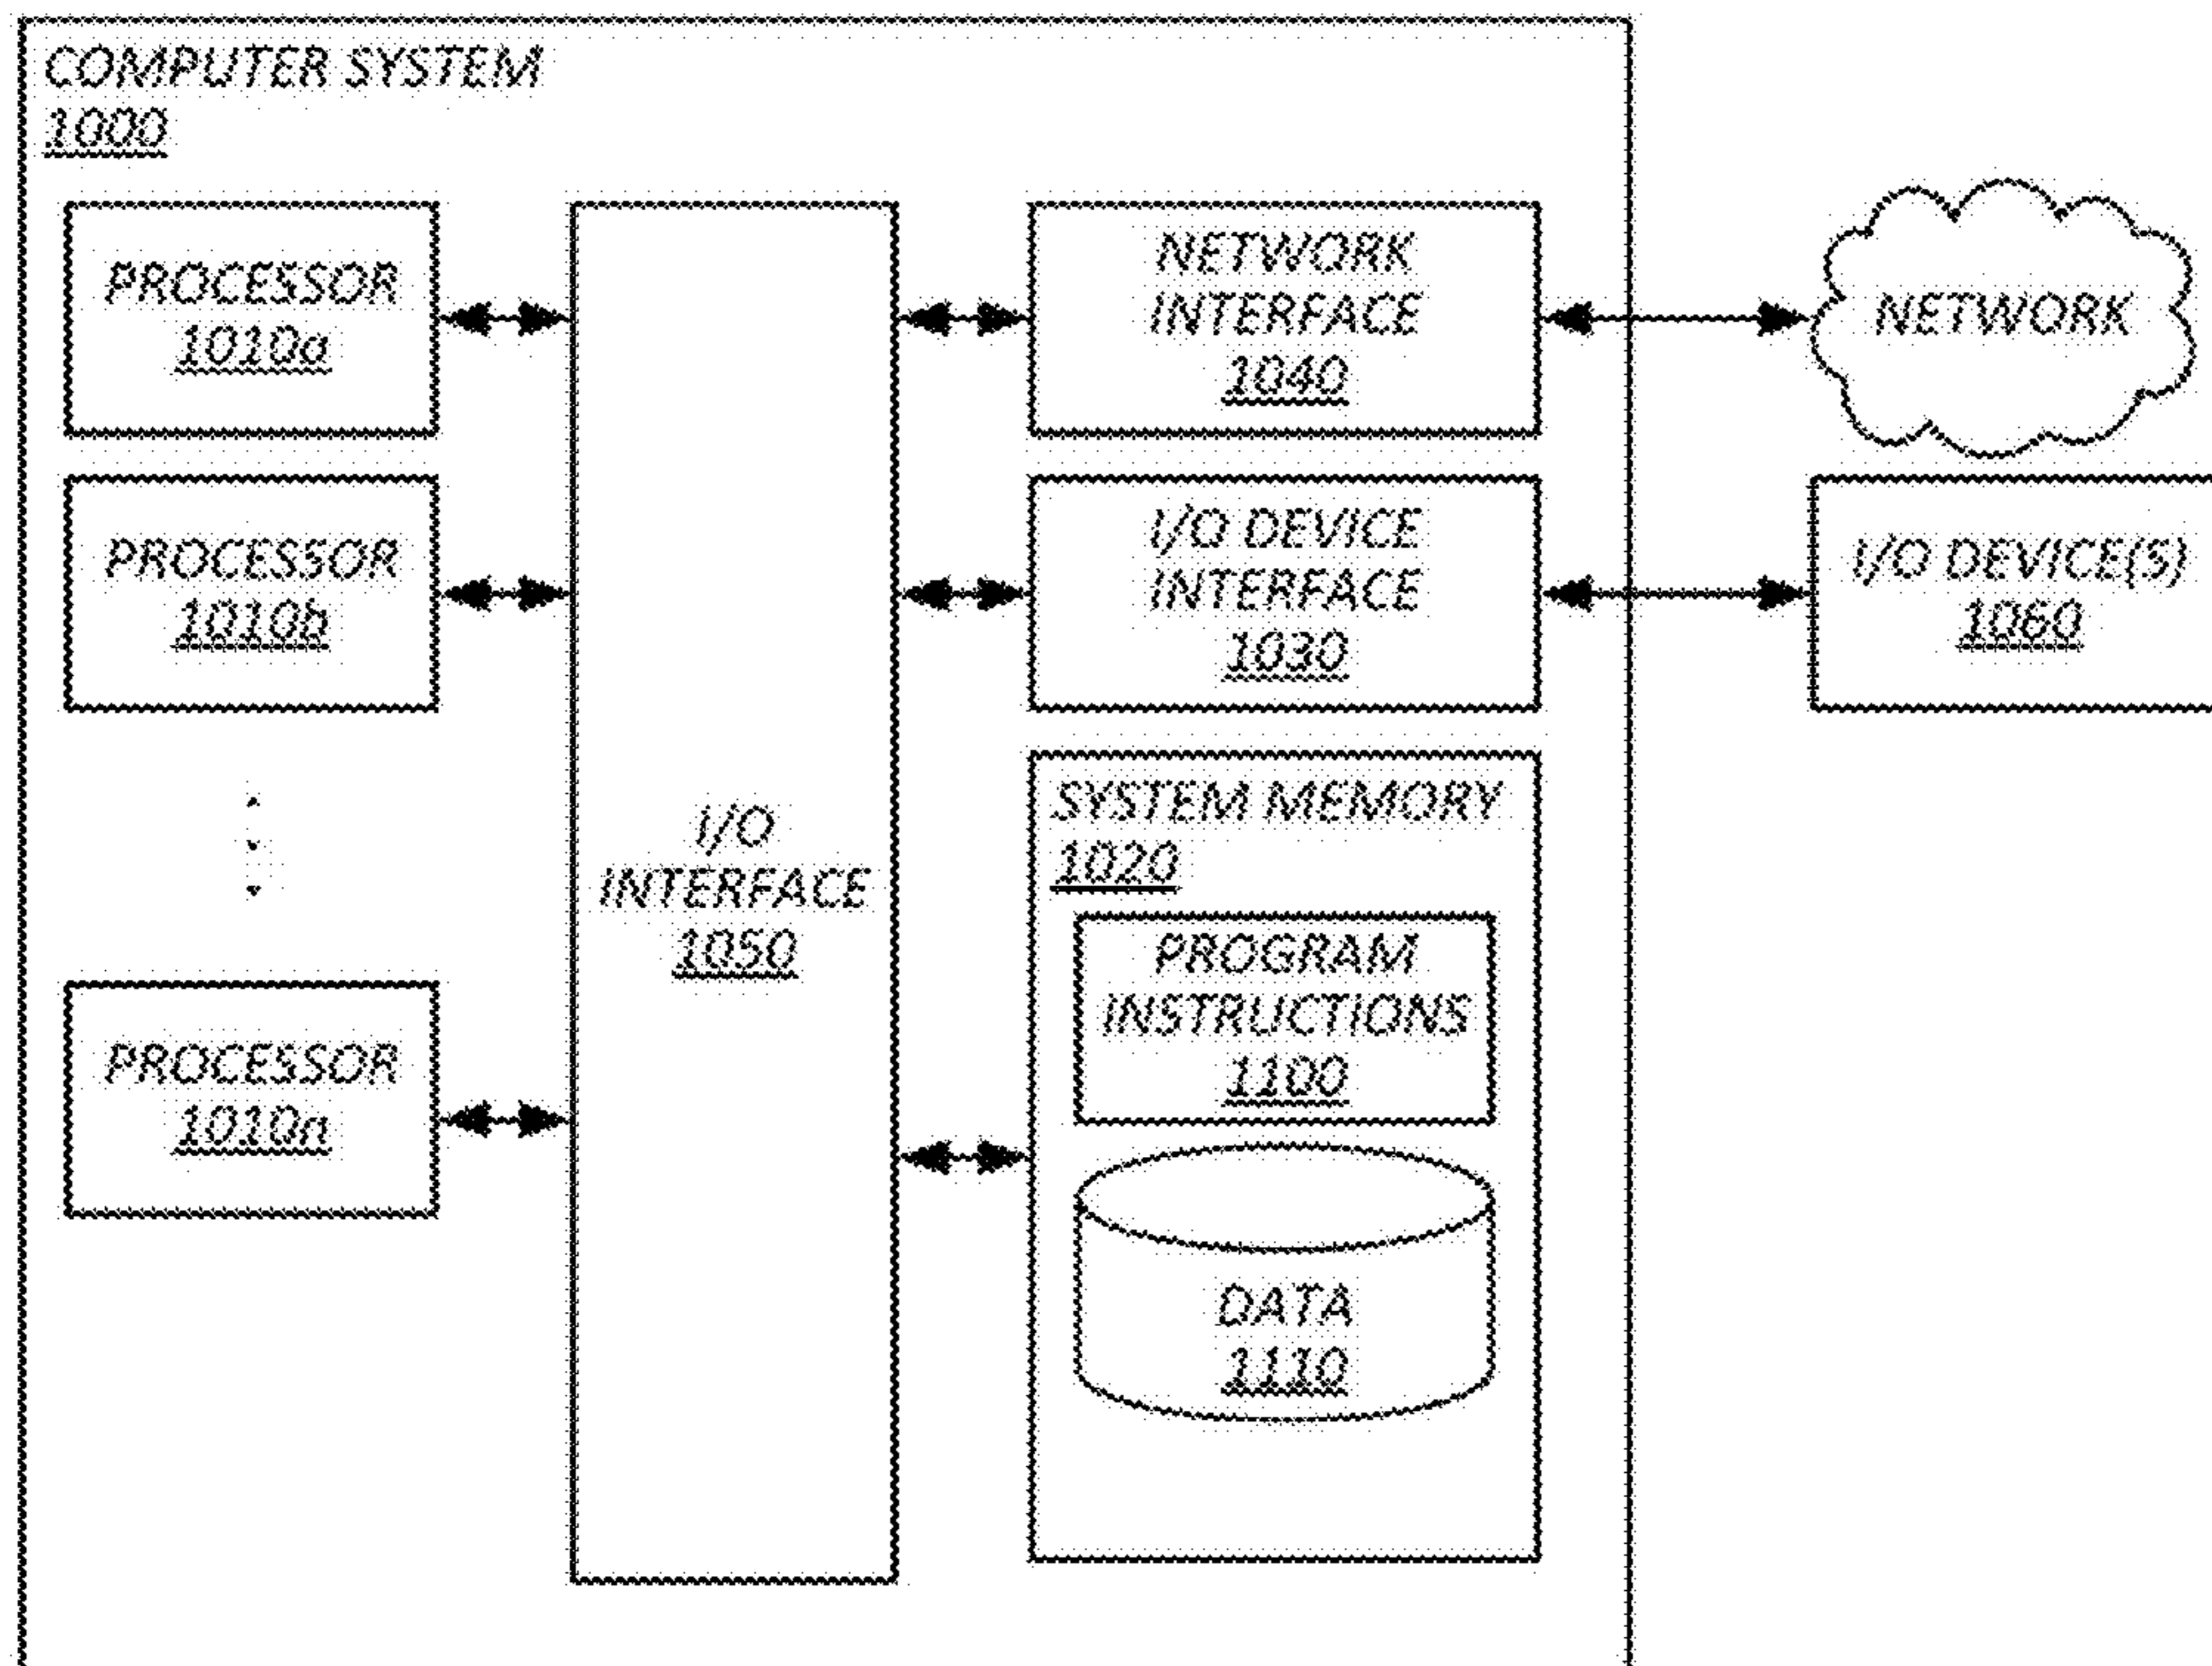 COMPUTER SYSTEM
1000
PROCESSOR
1010a
PROCESSOR
1010b
PROCESSOR
1010n
I/O
INTERFACE
1050
NETWORK
INTERFACE
1040
I/O DEVICE
INTERFACE
1030
SYSTEM MEMORY
1020
PROGRAM
INSTRUCTIONS
1100
DATA
1110
NETWORK
I/O DEVICE(S)
1060